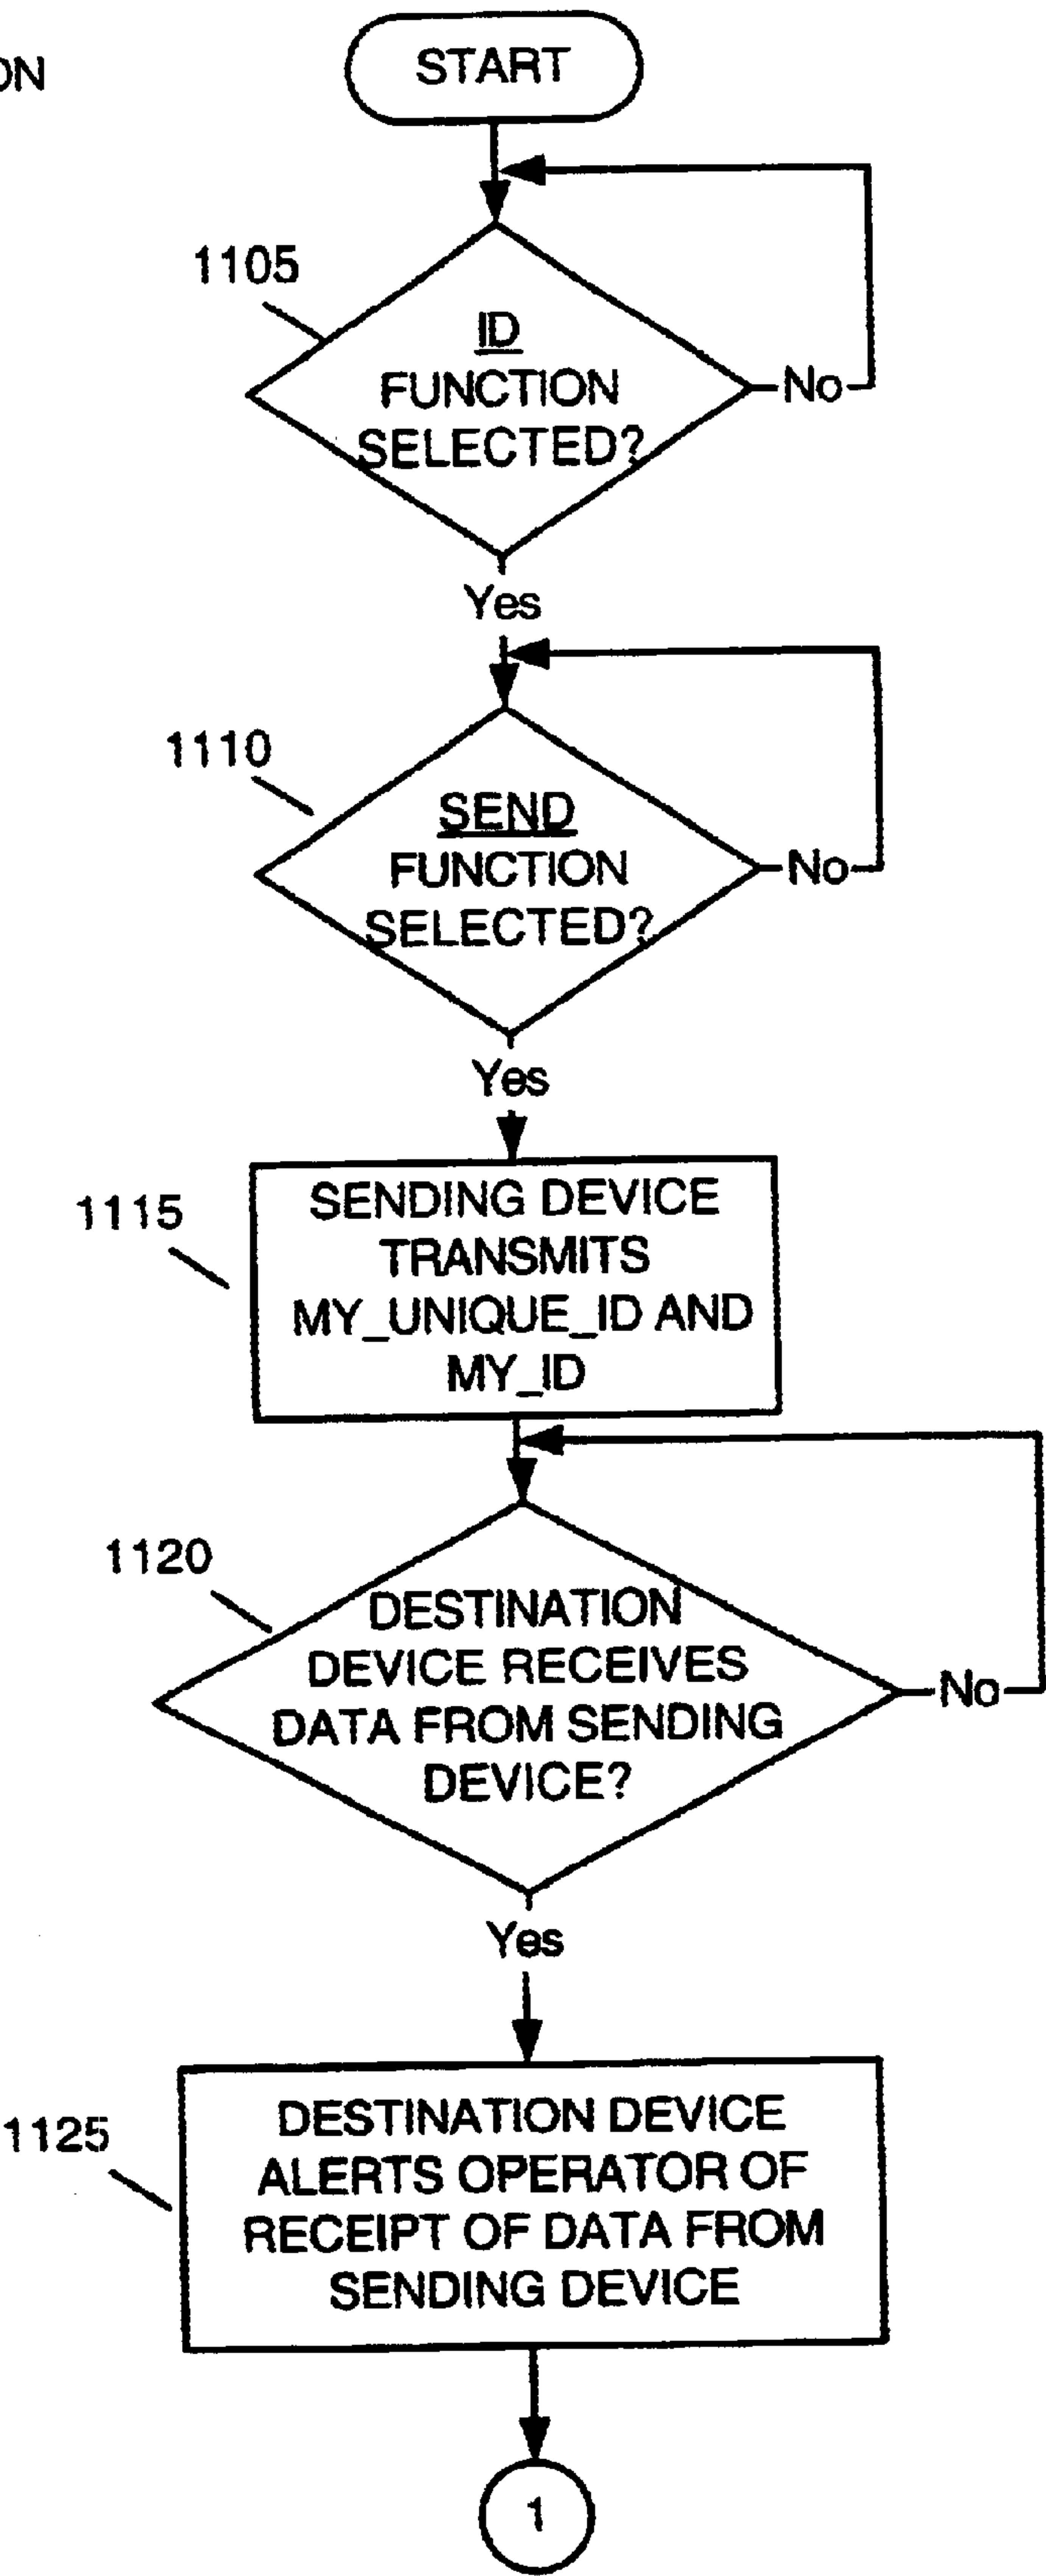 START
1105
ID
FUNCTION
SELECTED?
No
Yes
1110
SEND
FUNCTION
SELECTED?
No
Yes
1115
SENDING DEVICE
TRANSMITS
MY_UNIQUE_ID AND
MY_ID
1120
DESTINATION
DEVICE RECEIVES
DATA FROM SENDING
DEVICE?
No
Yes
1125
DESTINATION DEVICE
ALERTS OPERATOR OF
RECEIPT OF DATA FROM
SENDING DEVICE
1